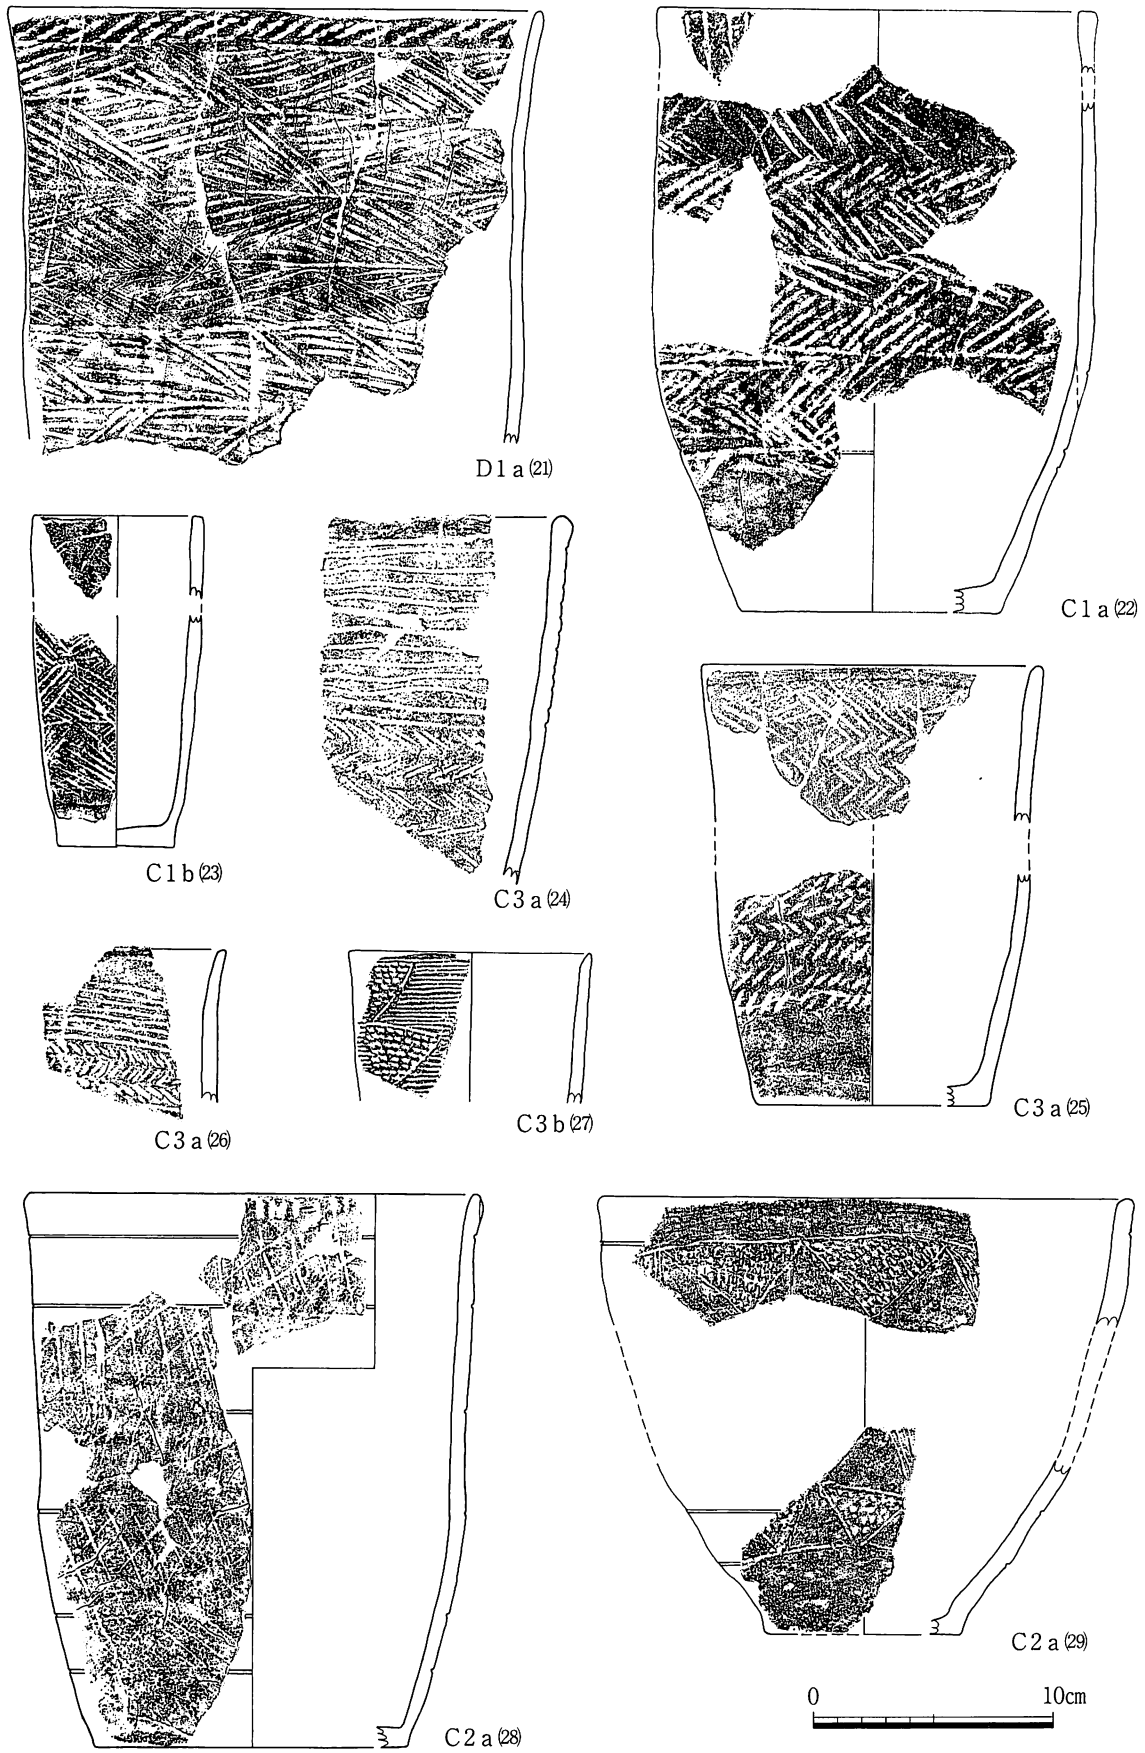 D1a(21)
C1a(22)
C1b(23)
C3a(24)
C3a(25)
C3a(26)
C3b(27)
C2a(28)
C2a(29)
0 10cm